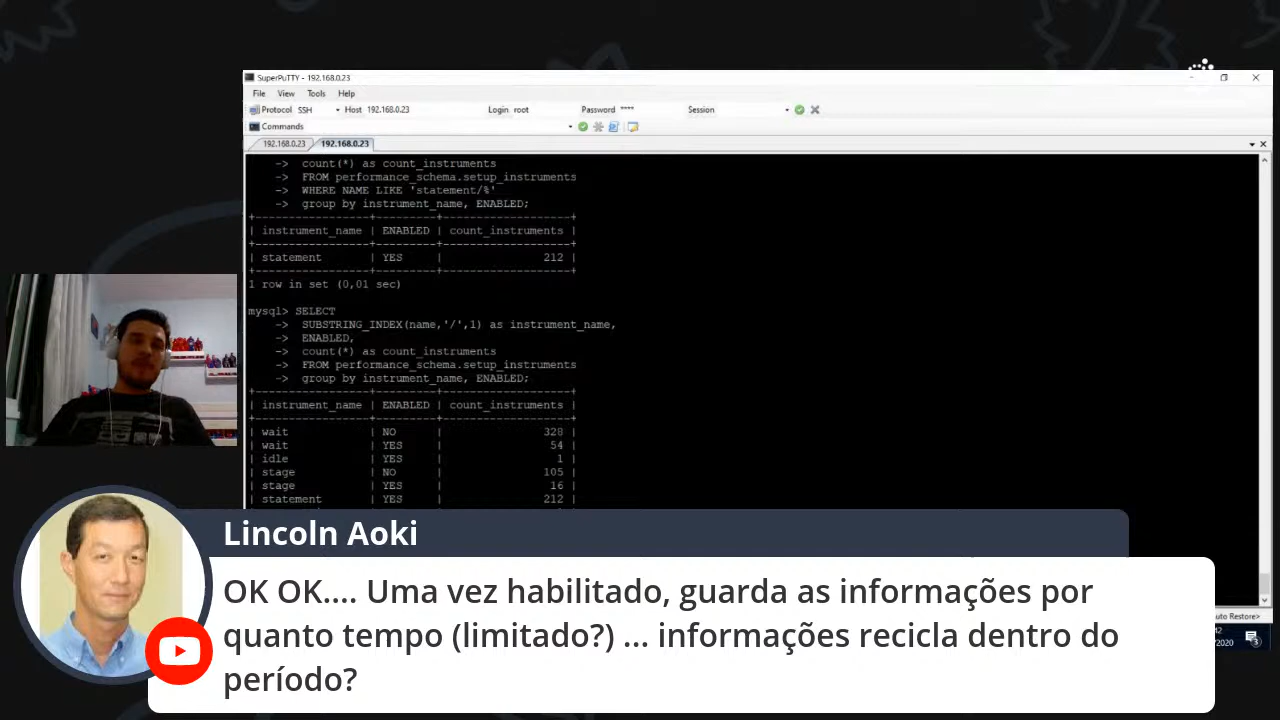 SuperPuTTY - 192.168.0.23
File View Tools Help
Protocol SSH Host 192.168.0.23 Login root Password **** Session
Commands
192.168.0.23 192.168.0.23
-> count(*) as count_instruments
-> FROM performance_schema.setup_instruments
-> WHERE NAME LIKE 'statement/%'
-> group by instrument_name, ENABLED;
+-----------------+---------+-------------------+
| instrument_name | ENABLED | count_instruments |
+-----------------+---------+-------------------+
| statement | YES | 212 |
+-----------------+---------+-------------------+
1 row in set (0,01 sec)
mysql> SELECT
-> SUBSTRING_INDEX(name,'/',1) as instrument_name,
-> ENABLED,
-> count(*) as count_instruments
-> FROM performance_schema.setup_instruments
-> group by instrument_name, ENABLED;
+-----------------+---------+-------------------+
| instrument_name | ENABLED | count_instruments |
+-----------------+---------+-------------------+
| wait | NO | 328 |
| wait | YES | 54 |
| idle | YES | 1 |
| stage | NO | 105 |
| stage | YES | 16 |
| statement | YES | 212 |
Restore>
2020
Lincoln Aoki
OK OK.... Uma vez habilitado, guarda as informações por
quanto tempo (limitado?) ... informações recicla dentro do
período?